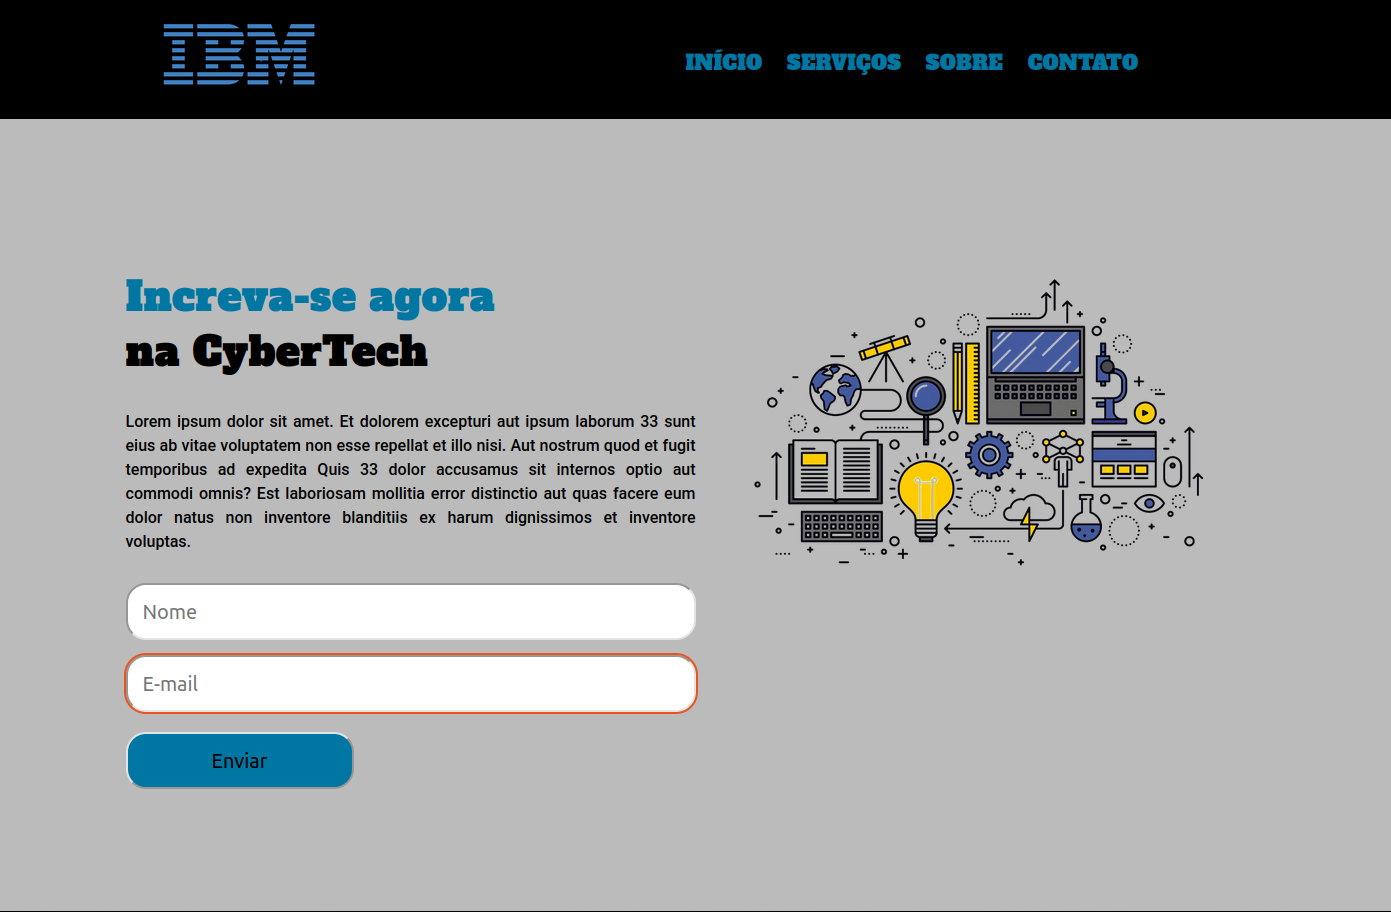 IBM
INÍCIO SERVIÇOS SOBRE CONTATO
Increva-se agora
na CyberTech
Lorem ipsum dolor sit amet. Et dolorem excepturi aut ipsum laborum 33 sunt
eius ab vitae voluptatem non esse repellat et illo nisi. Aut nostrum quod et fugit
temporibus ad expedita Quis 33 dolor accusamus sit internos optio aut
commodi omnis? Est laboriosam mollitia error distinctio aut quas facere eum
dolor natus non inventore blanditiis ex harum dignissimos et inventore
voluptas.
Nome
E-mail
Enviar